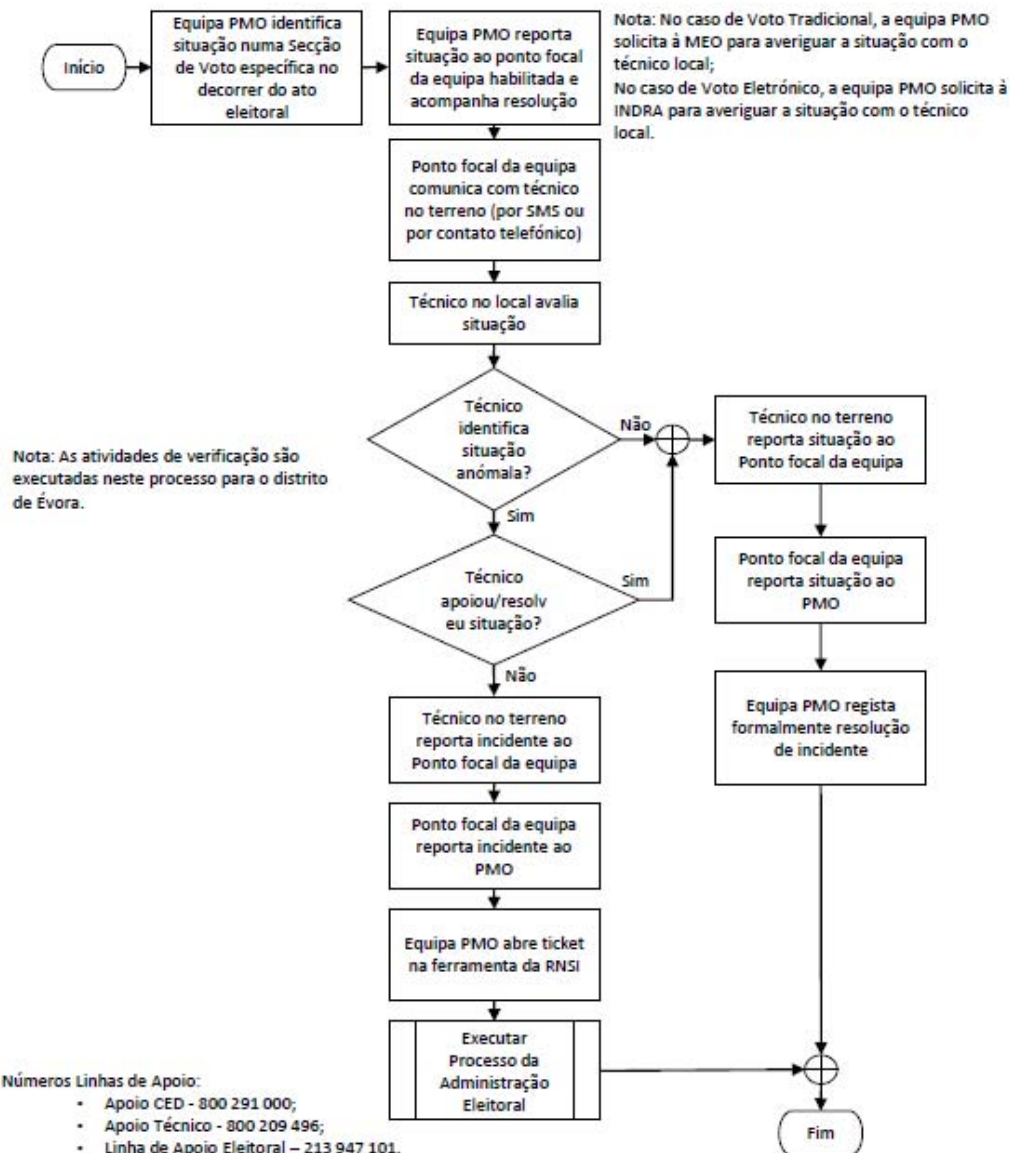 Início
Equipa PMO identifica
situação numa Secção
de Voto específica no
decorrer do ato
eleitoral
Equipa PMO reporta
situação ao ponto focal
da equipa habilitada e
acompanha resolução
Nota: No caso de Voto Tradicional, a equipa PMO
solicita à MEO para averiguar a situação com o
técnico local;
No caso de Voto Eletrónico, a equipa PMO solicita à
INDRA para averiguar a situação com o técnico
local.
Ponto focal da equipa
comunica com técnico
no terreno (por SMS ou
por contato telefónico)
Técnico no local avalia
situação
Técnico
identifica
situação
anómala?
Não
Sim
Técnico no terreno
reporta situação ao
Ponto focal da equipa
Nota: As atividades de verificação são
executadas neste processo para o distrito
de Évora.
Técnico
apoiou/resolv
eu situação?
Sim
Não
Ponto focal da equipa
reporta situação ao
PMO
Equipa PMO regista
formalmente resolução
de incidente
Técnico no terreno
reporta incidente ao
Ponto focal da equipa
Ponto focal da equipa
reporta incidente ao
PMO
Equipa PMO abre ticket
na ferramenta da RNSI
Executar
Processo da
Administração
Eleitoral
Fim
Números Linhas de Apoio:
• Apoio CED - 800 291 000;
• Apoio Técnico - 800 209 496;
• Linha de Apoio Eleitoral – 213 947 101.